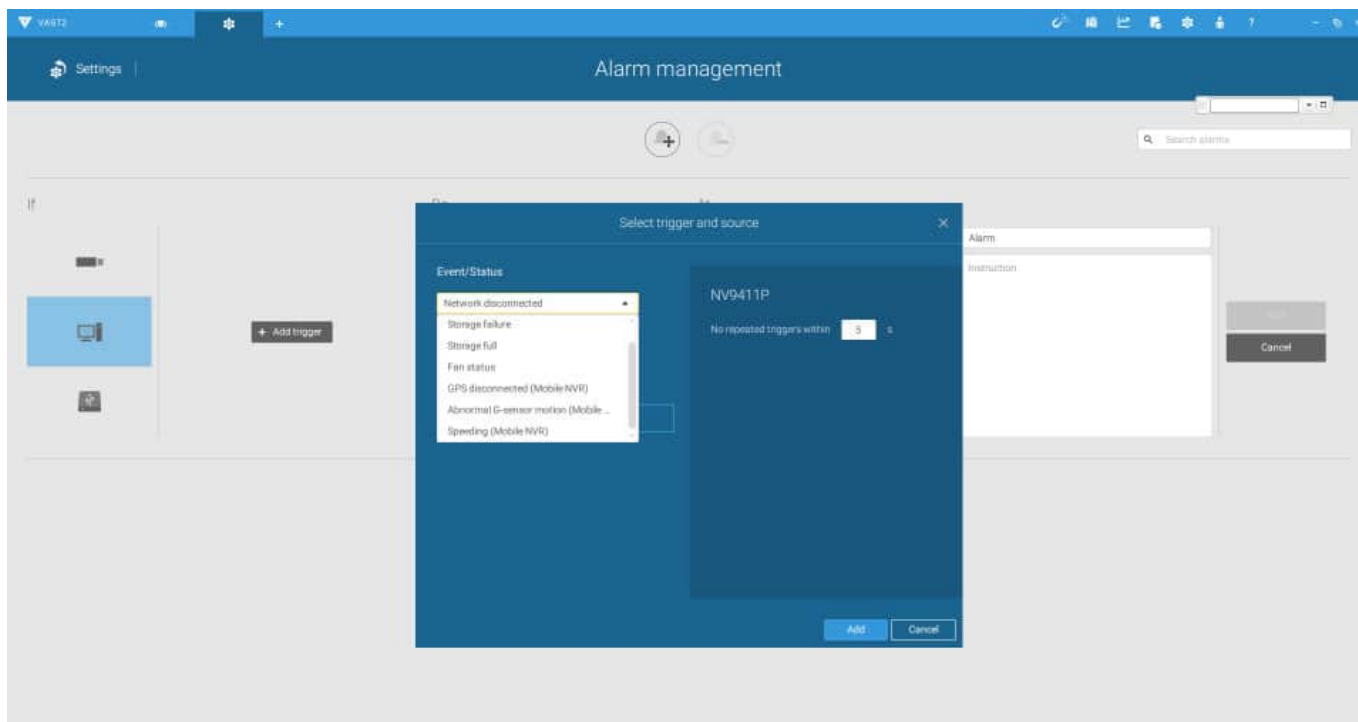 VAST2
Settings
Alarm management
Search alarms
If
Select trigger and source
Alarm
Instruction
Event/Status
Network disconnected
Storage failure
Storage full
Fan status
GPS disconnected (Mobile NVR)
Abnormal G-sensor motion (Mobile ...
Speeding (Mobile NVR)
NV9411P
No repeated triggers within 5 s
+ Add trigger
Cancel
Add
Cancel